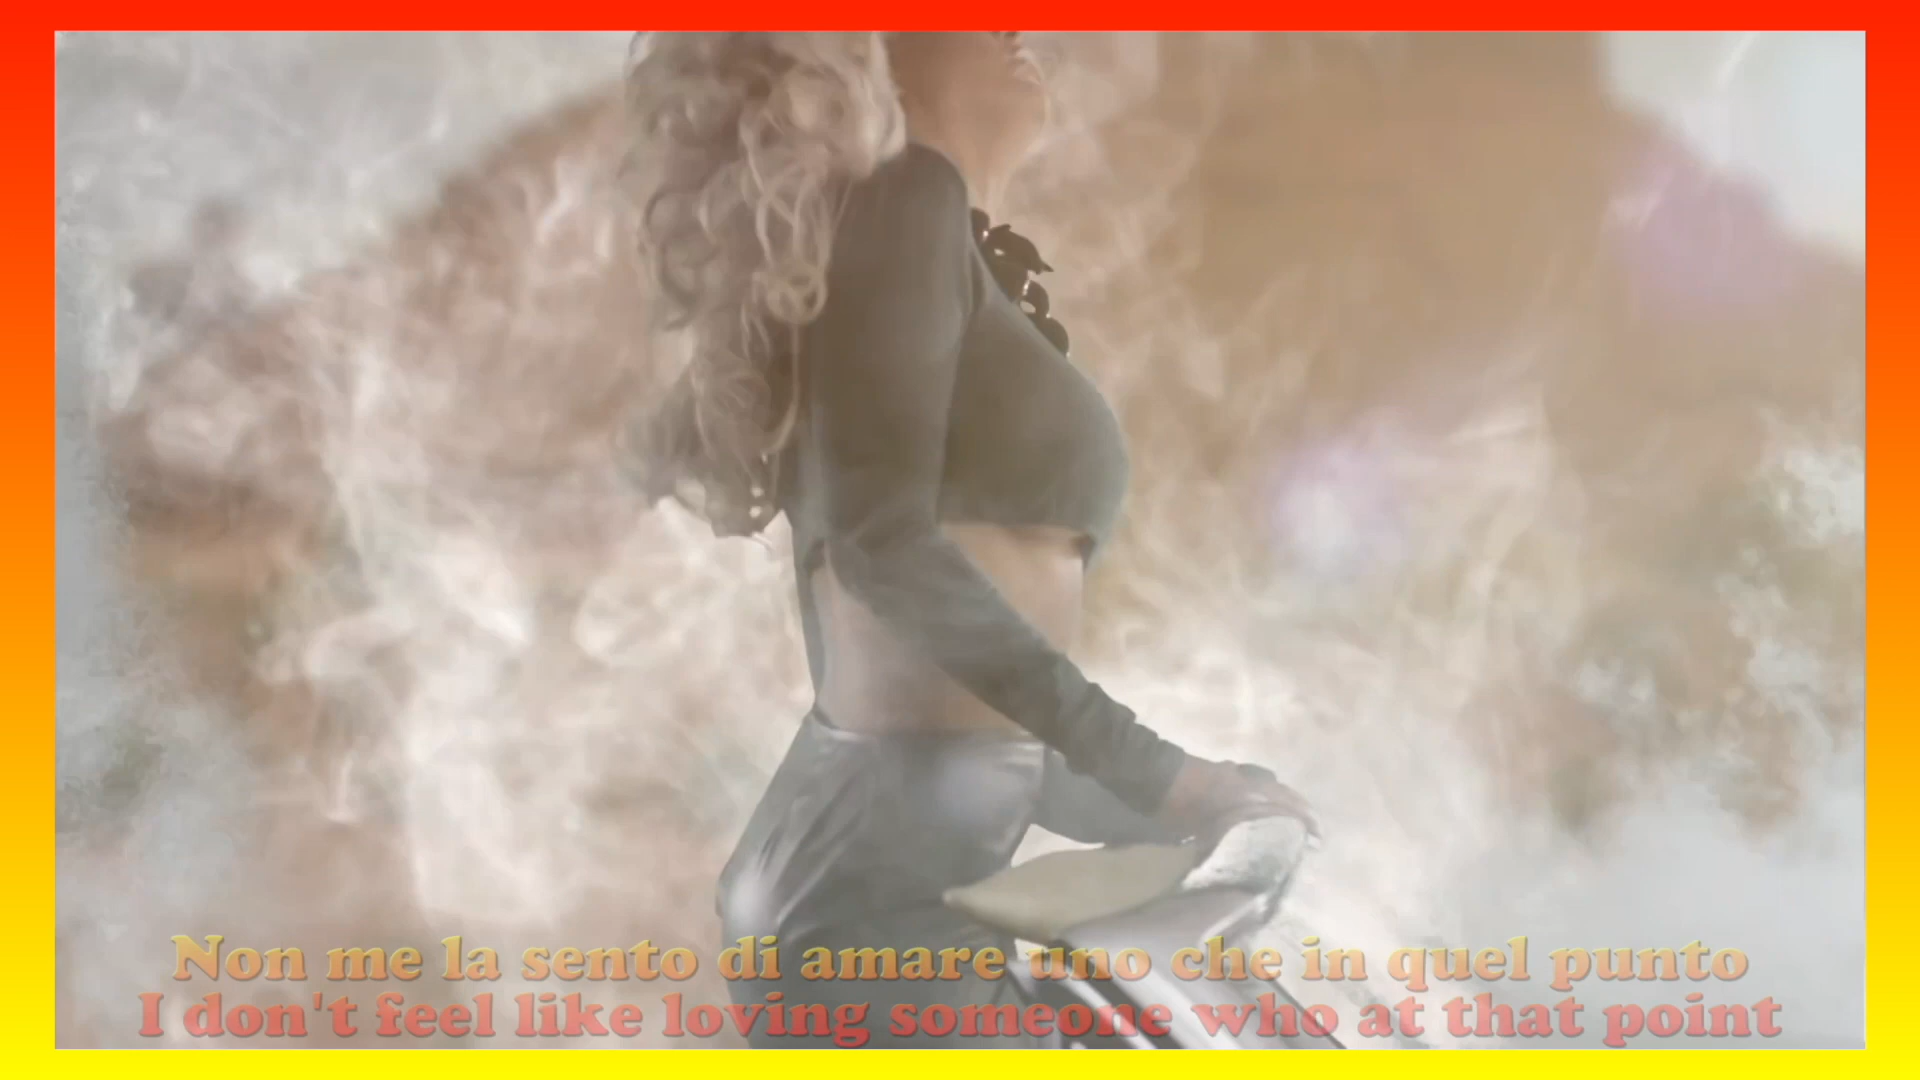 Non me la sento di amare uno che in quel punto
I don't feel like loving someone who at that point